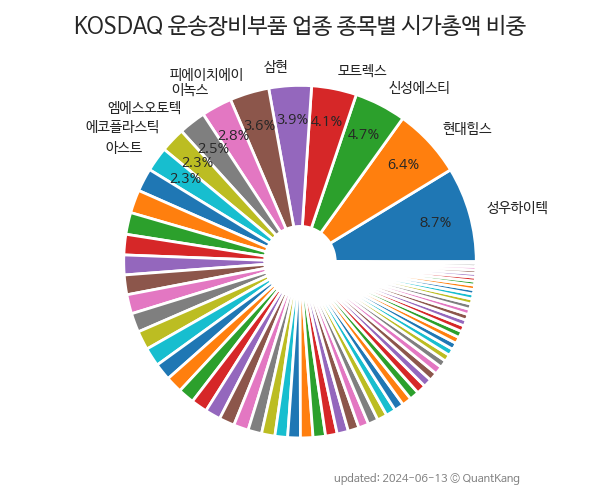 KOSDAQ 운송장비부품 업종 종목별 시가총액 비중
성우하이텍
현대힘스
신성에스티
모트렉스
삼현
피에이치에이
이녹스
엠에스오토텍
에코플라스틱
아스트
8.7%
6.4%
4.7%
4.1%
3.9%
3.6%
2.8%
2.5%
2.3%
2.3%
updated: 2024-06-13 © QuantKang